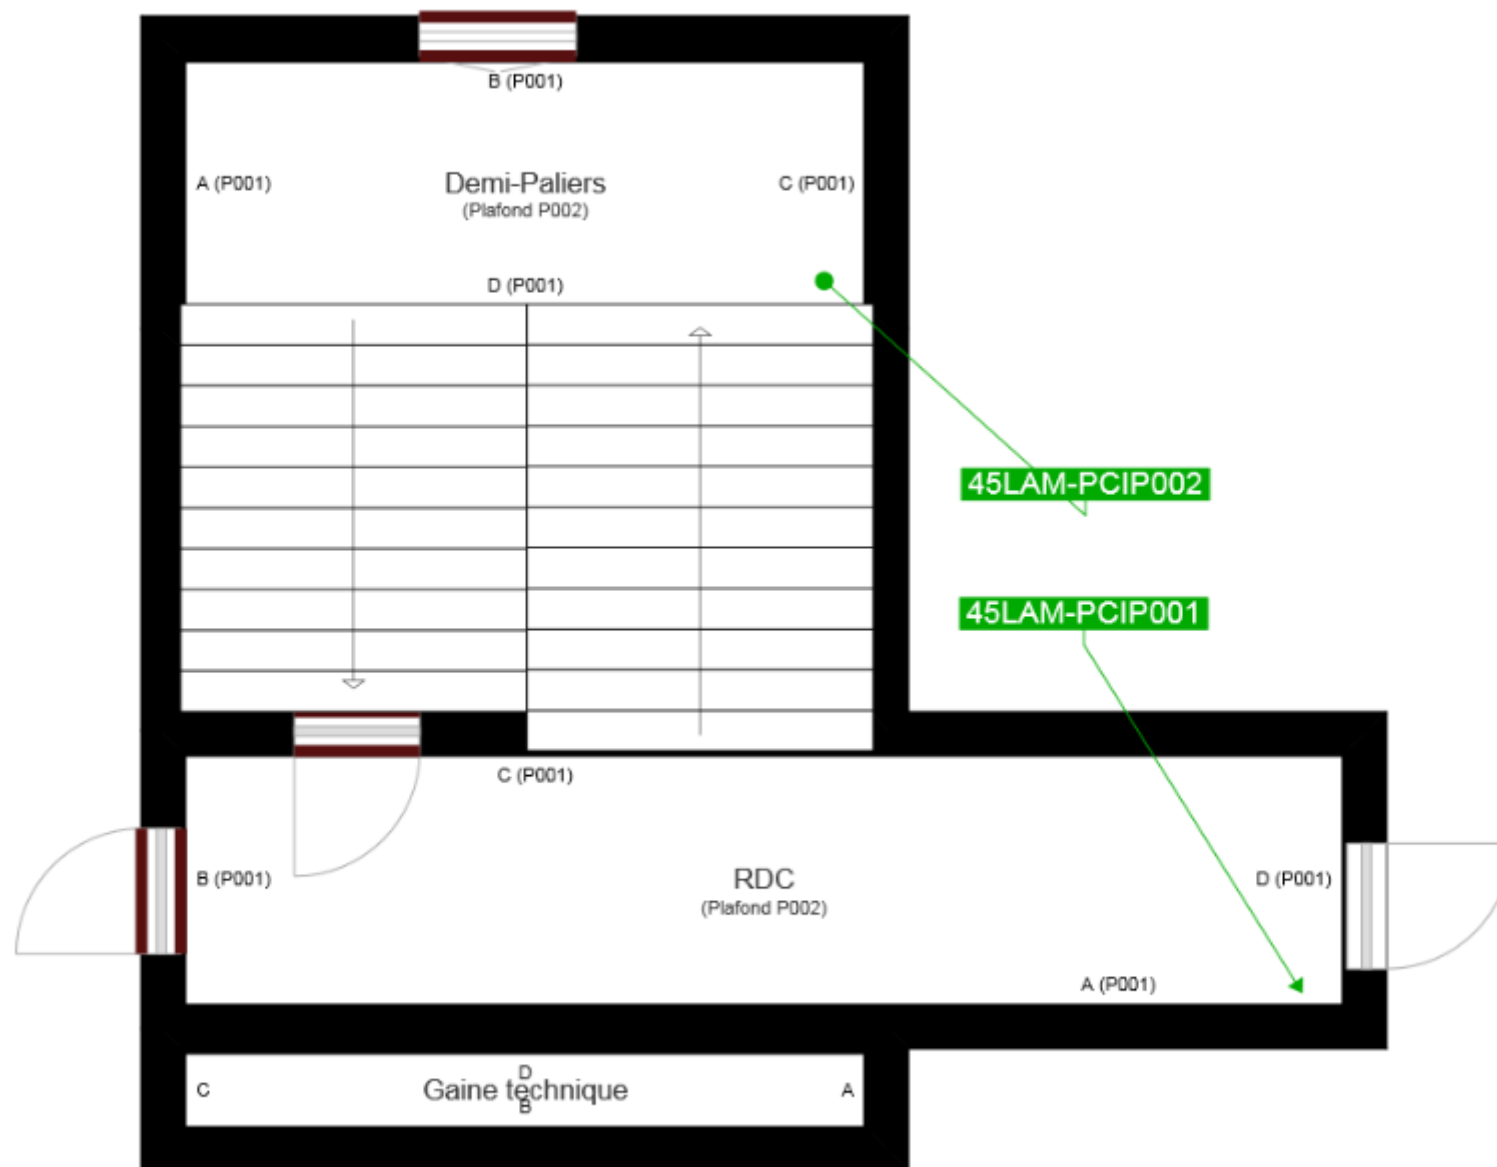 B (P001)
A (P001)
Demi-Paliers
(Plafond P002)
C (P001)
D (P001)
45LAM-PCIP002
45LAM-PCIP001
C (P001)
B (P001)
RDC
(Plafond P002)
D (P001)
A (P001)
D
C
Gaine technique
A
B